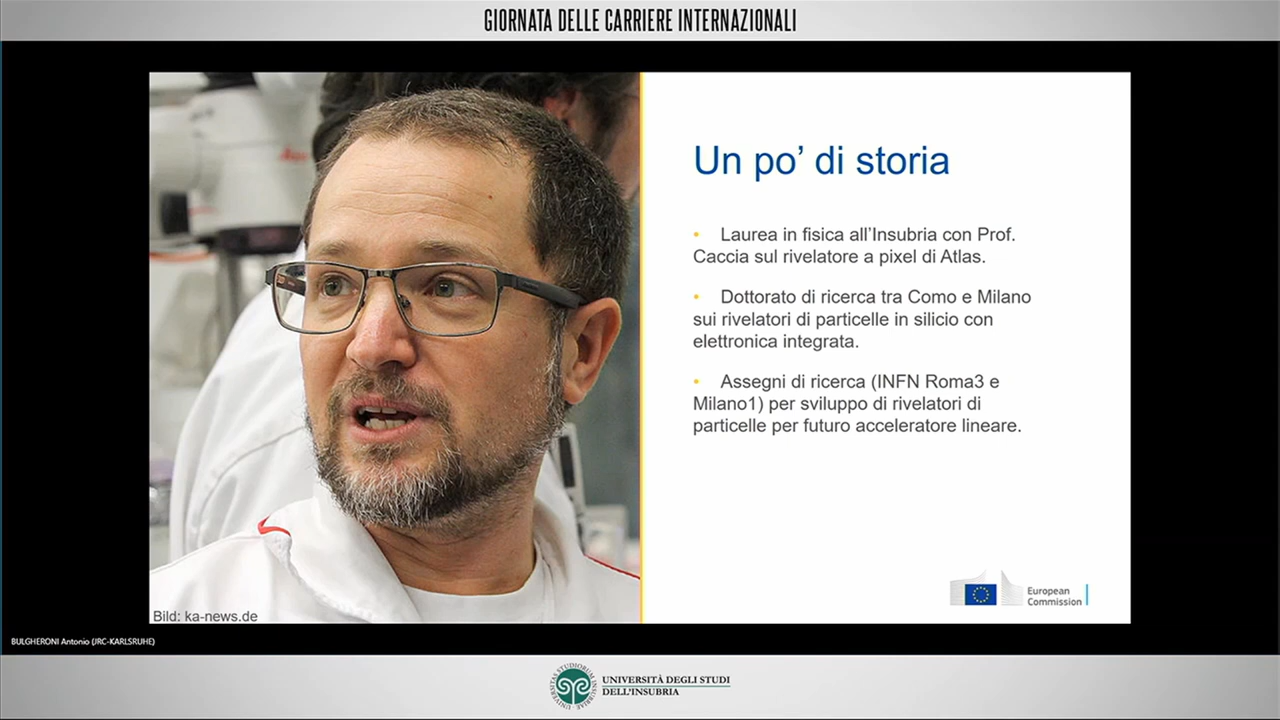 GIORNATA DELLE CARRIERE INTERNAZIONALI
Un po’ di storia
• Laurea in fisica all’Insubria con Prof.
Caccia sul rivelatore a pixel di Atlas.
• Dottorato di ricerca tra Como e Milano
sui rivelatori di particelle in silicio con
elettronica integrata.
• Assegni di ricerca (INFN Roma3 e
Milano1) per sviluppo di rivelatori di
particelle per futuro acceleratore lineare.
Bild: ka-news.de
European
Commission
BULGHERONI Antonio (JRC-KARLSRUHE)
UNIVERSITÀ DEGLI STUDI
DELL’INSUBRIA